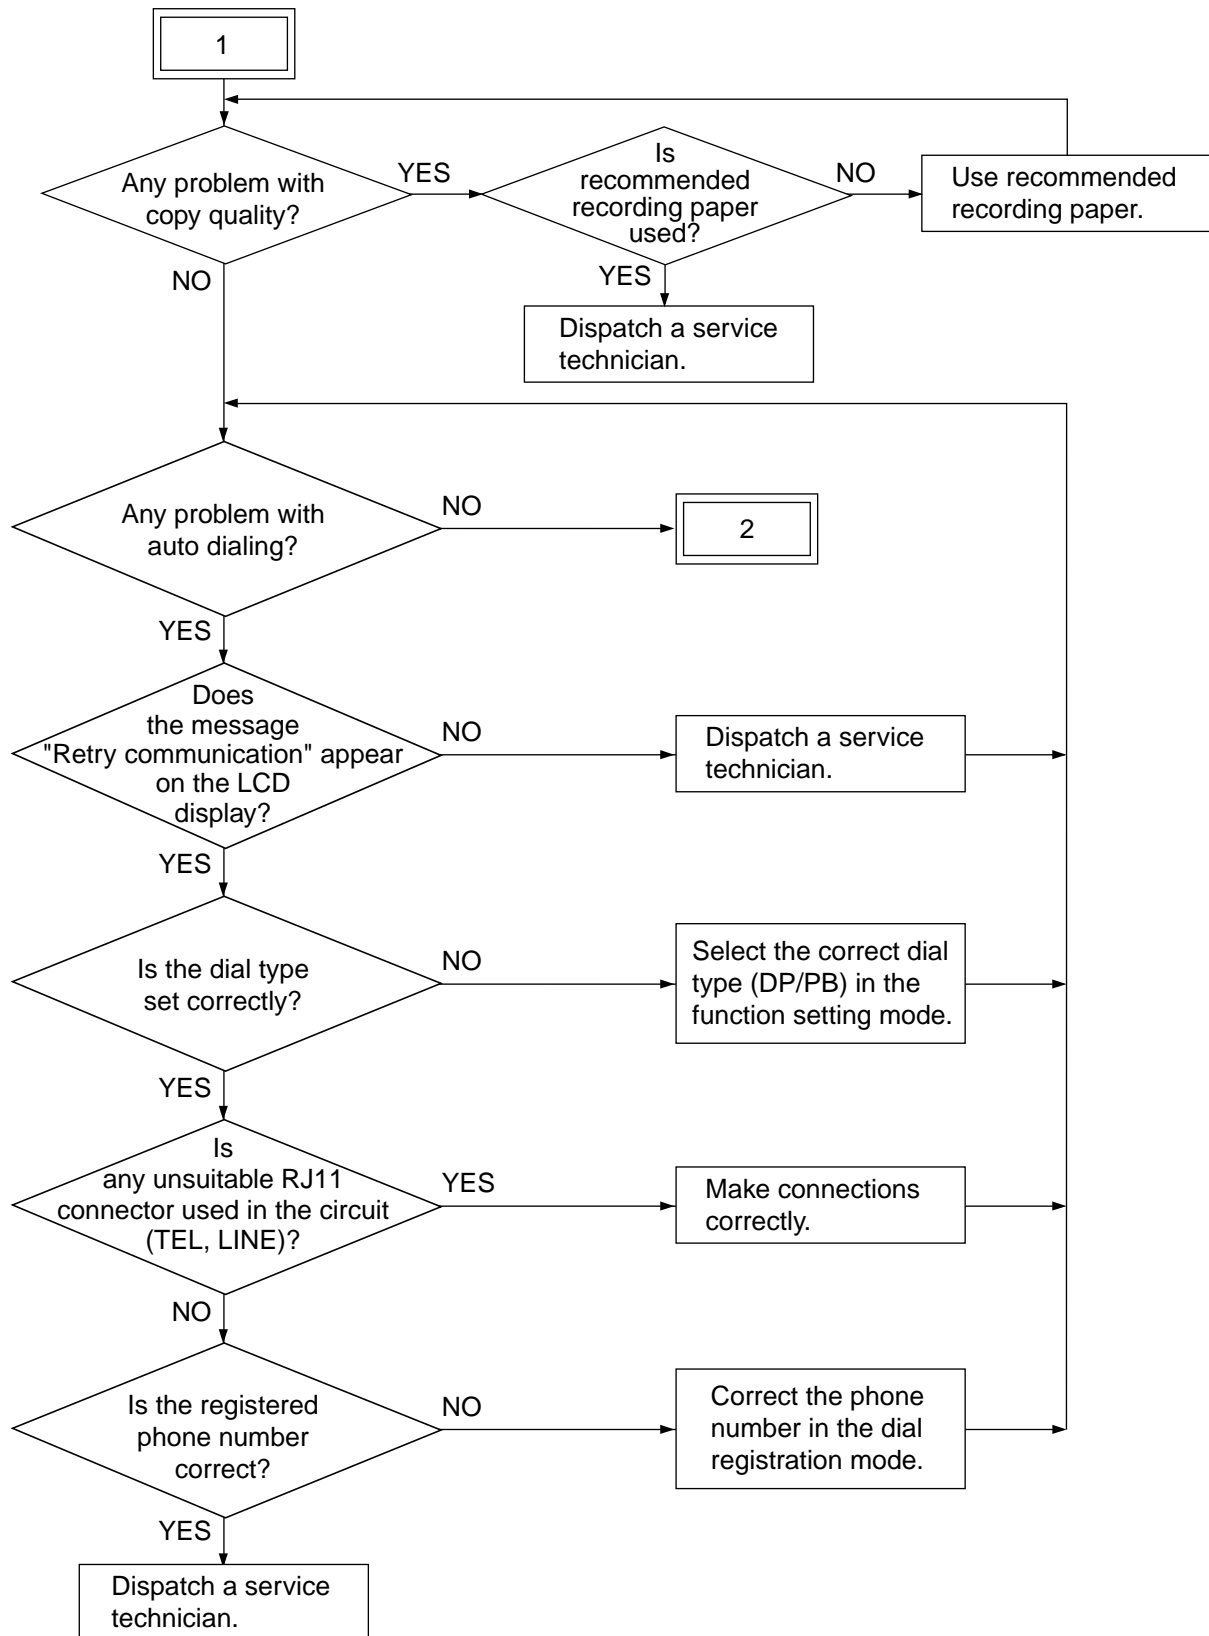 1
Any problem with
copy quality?
YES
Is
recommended
recording paper
used?
NO
Use recommended
recording paper.
NO
YES
Dispatch a service
technician.
Any problem with
auto dialing?
NO
2
YES
Does
the message
"Retry communication" appear
on the LCD
display?
NO
Dispatch a service
technician.
YES
Is the dial type
set correctly?
NO
Select the correct dial
type (DP/PB) in the
function setting mode.
YES
Is
any unsuitable RJ11
connector used in the circuit
(TEL, LINE)?
YES
Make connections
correctly.
NO
Is the registered
phone number
correct?
NO
Correct the phone
number in the dial
registration mode.
YES
Dispatch a service
technician.